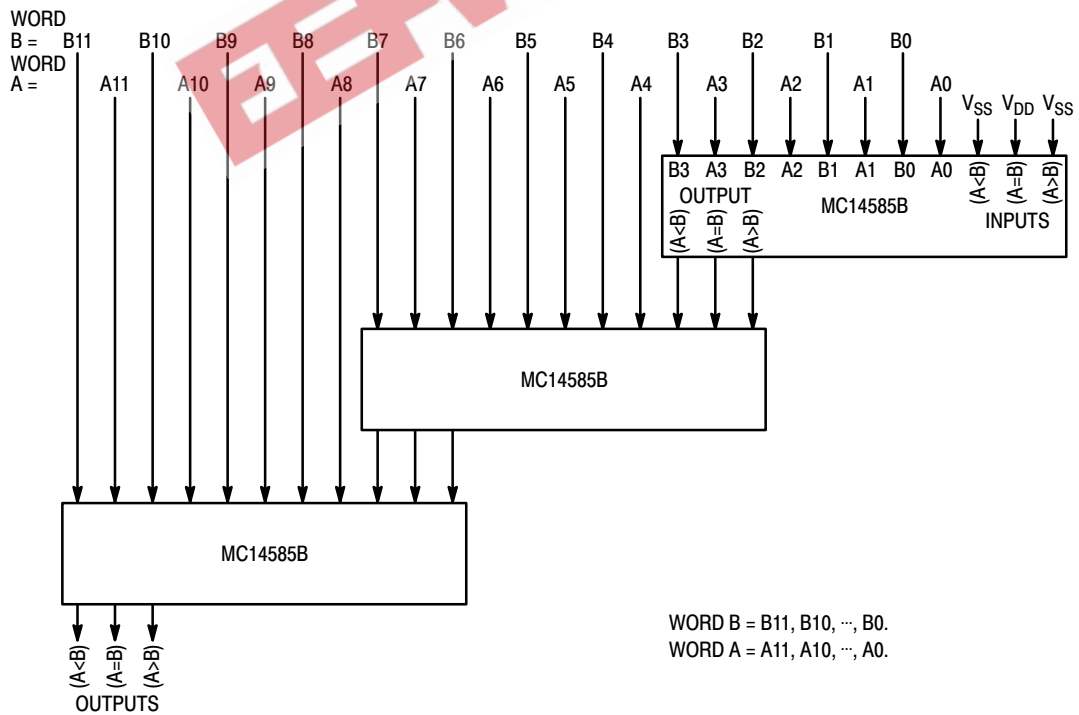 WORD
B = B11 B10 B9 B8 B7 B6 B5 B4 B3 B2 B1 B0
WORD
A = A11 A10 A9 A8 A7 A6 A5 A4 A3 A2 A1 A0 VSS VDD VSS
B3 A3 B2 A2 B1 A1 B0 A0 (A<B) (A=B) (A>B)
OUTPUT MC14585B INPUTS
(A<B) (A=B) (A>B)
MC14585B
MC14585B
(A<B) (A=B) (A>B)
OUTPUTS
WORD B = B11, B10, ···, B0.
WORD A = A11, A10, ···, A0.